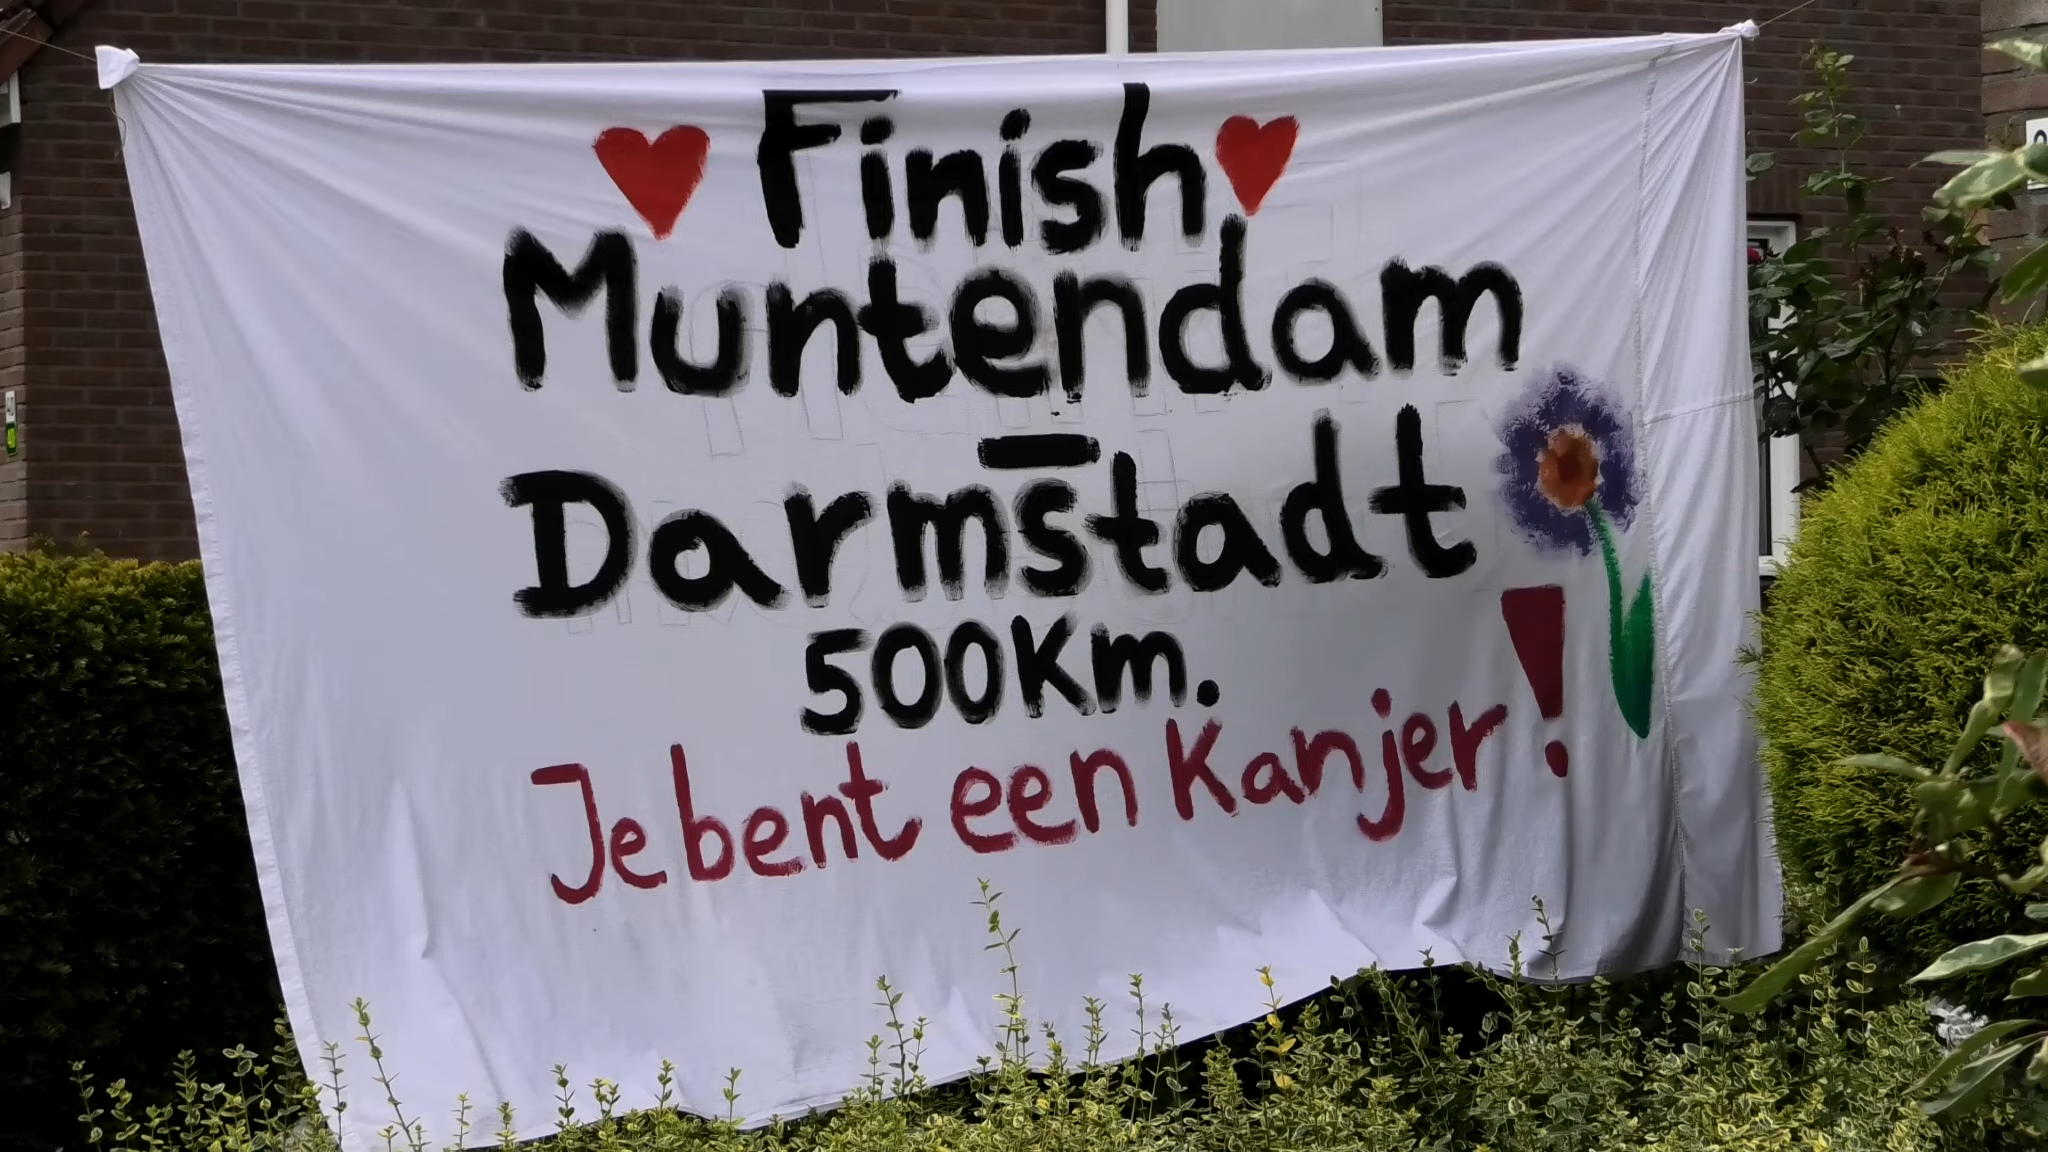 Finish
Muntendam
-
Darmstadt
500Km.
Je bent een Kanjer!